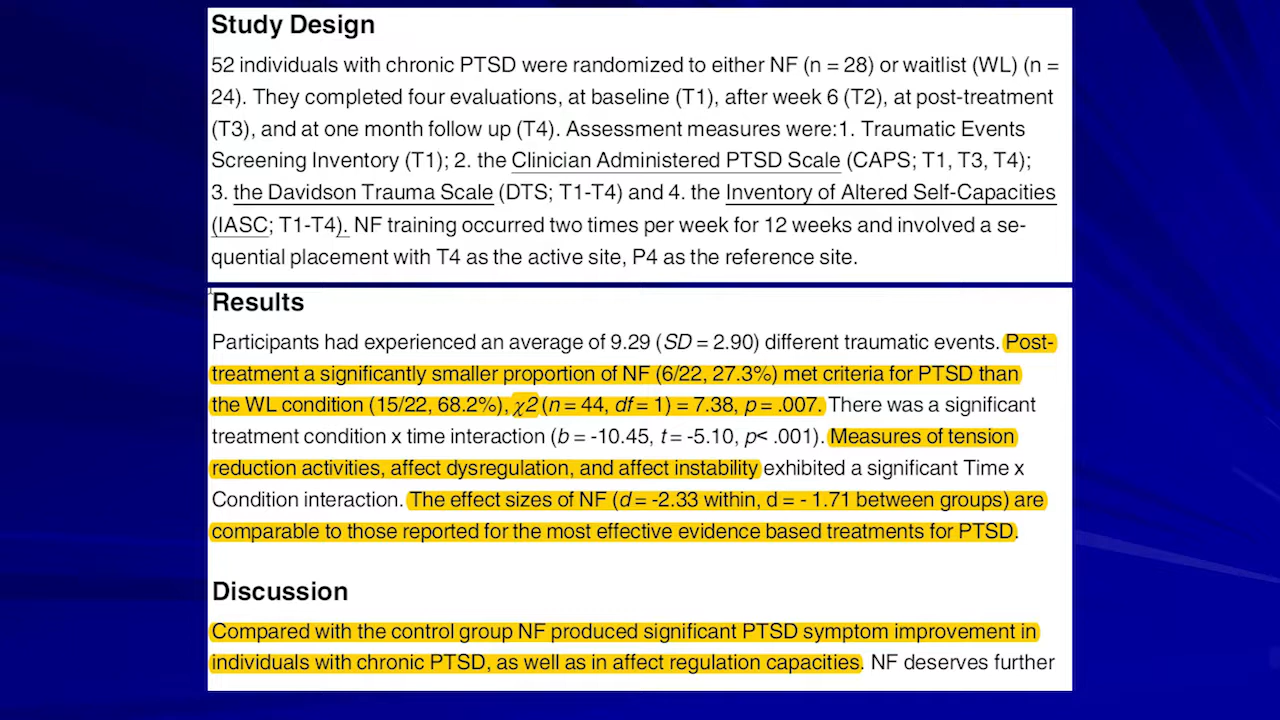 Study Design
52 individuals with chronic PTSD were randomized to either NF (n = 28) or waitlist (WL) (n =
24). They completed four evaluations, at baseline (T1), after week 6 (T2), at post-treatment
(T3), and at one month follow up (T4). Assessment measures were:1. Traumatic Events
Screening Inventory (T1); 2. the Clinician Administered PTSD Scale (CAPS; T1, T3, T4);
3. the Davidson Trauma Scale (DTS; T1-T4) and 4. the Inventory of Altered Self-Capacities
(IASC; T1-T4). NF training occurred two times per week for 12 weeks and involved a se-
quential placement with T4 as the active site, P4 as the reference site.
Results
Participants had experienced an average of 9.29 (SD = 2.90) different traumatic events. Post-
treatment a significantly smaller proportion of NF (6/22, 27.3%) met criteria for PTSD than
the WL condition (15/22, 68.2%), χ2 (n = 44, df = 1) = 7.38, p = .007. There was a significant
treatment condition x time interaction (b = -10.45, t = -5.10, p< .001). Measures of tension
reduction activities, affect dysregulation, and affect instability exhibited a significant Time x
Condition interaction. The effect sizes of NF (d = -2.33 within, d = - 1.71 between groups) are
comparable to those reported for the most effective evidence based treatments for PTSD.
Discussion
Compared with the control group NF produced significant PTSD symptom improvement in
individuals with chronic PTSD, as well as in affect regulation capacities. NF deserves further